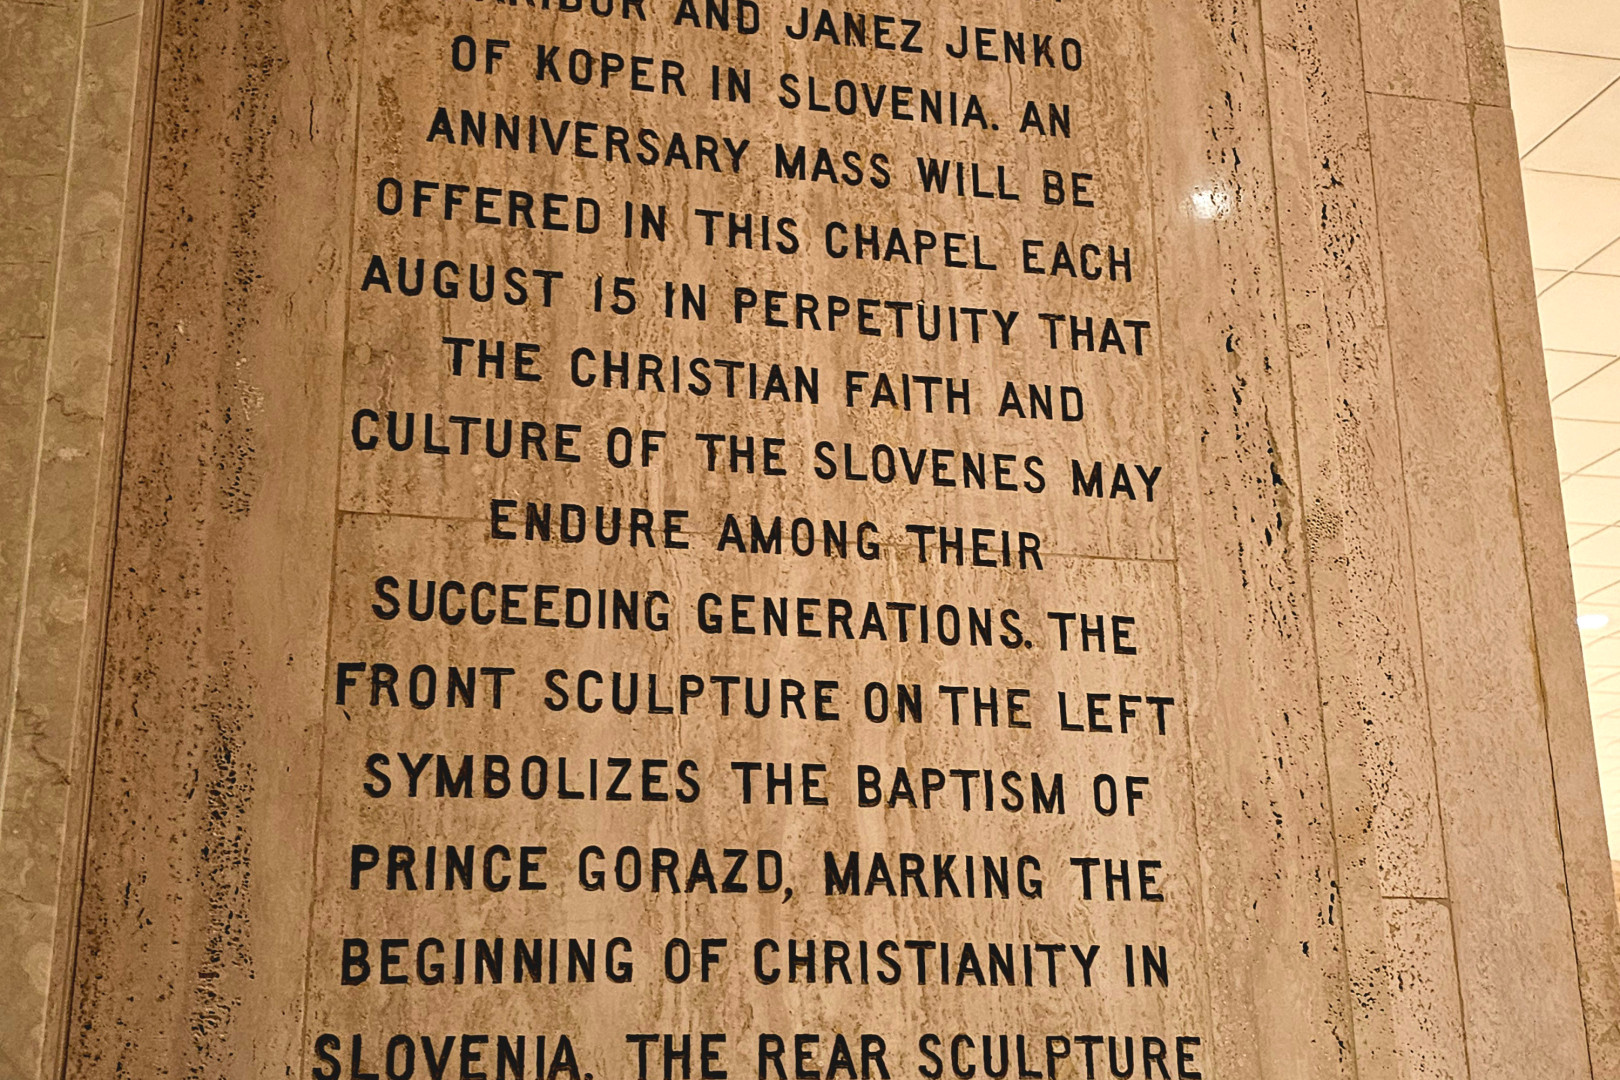 AND JANEZ JENKO
OF KOPER IN SLOVENIA. AN
ANNIVERSARY MASS WILL BE
OFFERED IN THIS CHAPEL EACH
AUGUST 15 IN PERPETUITY THAT
THE CHRISTIAN FAITH AND
CULTURE OF THE SLOVENES MAY
ENDURE AMONG THEIR
SUCCEEDING GENERATIONS. THE
FRONT SCULPTURE ON THE LEFT
SYMBOLIZES THE BAPTISM OF
PRINCE GORAZD, MARKING THE
BEGINNING OF CHRISTIANITY IN
SLOVENIA. THE REAR SCULPTURE